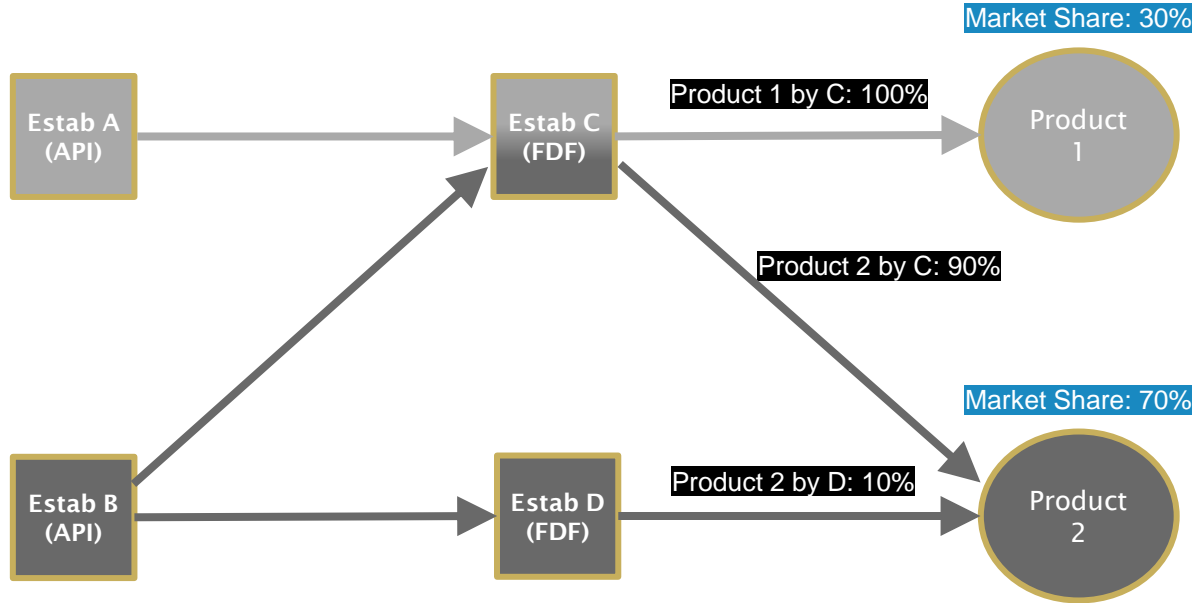 Market Share: 30%
Product 1 by C: 100%
Estab A
(API)
Estab C
(FDF)
Product
1
Product 2 by C: 90%
Market Share: 70%
Product 2 by D: 10%
Estab B
(API)
Estab D
(FDF)
Product
2